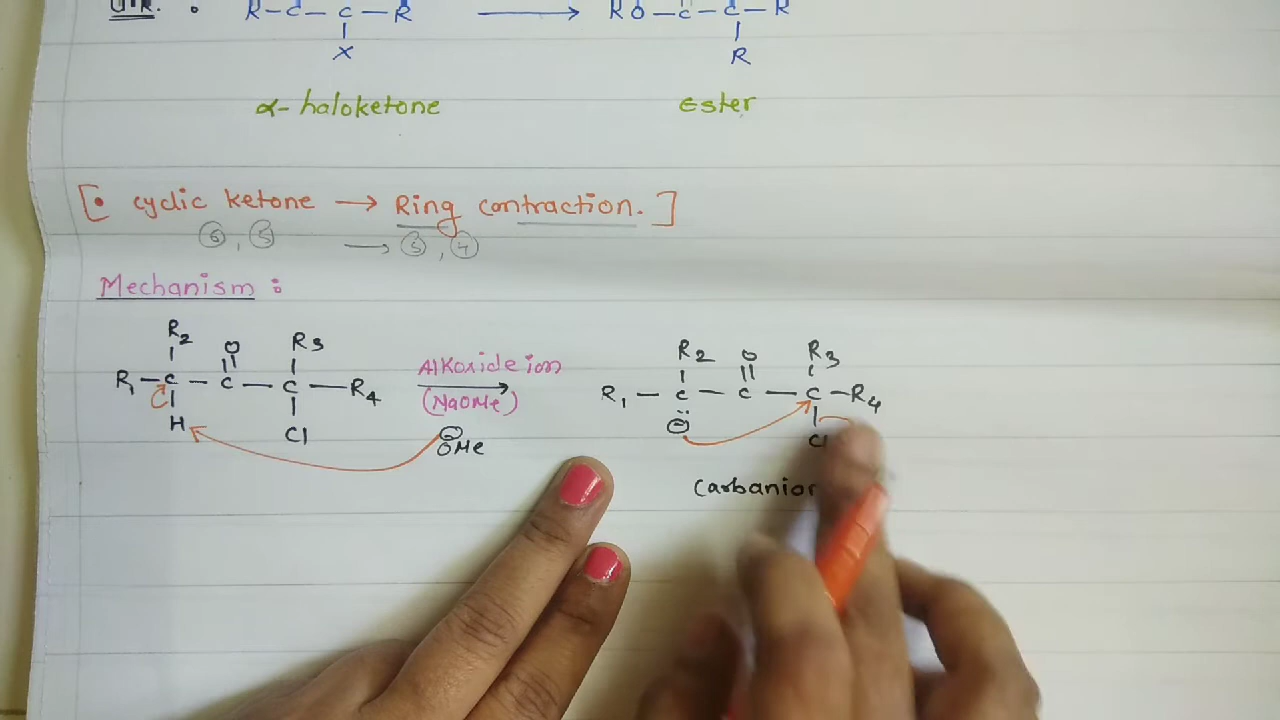 GR. : R-C-C-R → RO-C-C-R
X
R
α-haloketone Ester
[• cyclic ketone → Ring contraction.]
⑥, ⑤ → ⑤, ④
Mechanism :
R2 R3 R2 R3
O O
R1-C-C-C-R4 Alkoxide ion → R1-C-C-C-R4
(NaOMe)
H Cl ⊖OMe ⊖ Cl
Carbanion